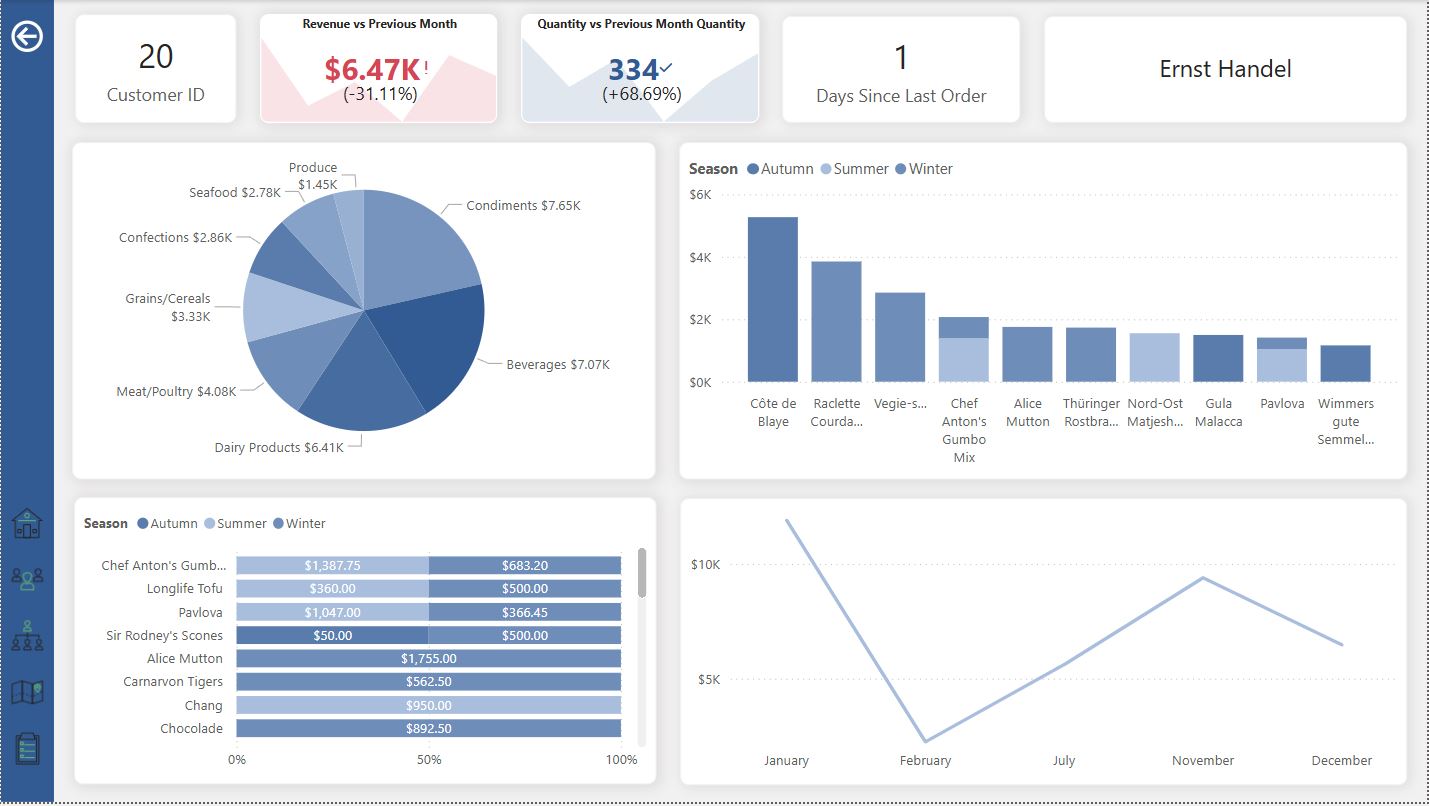 20
Customer ID
Revenue vs Previous Month
$6.47K!
(-31.11%)
Quantity vs Previous Month Quantity
334✓
(+68.69%)
1
Days Since Last Order
Ernst Handel
Produce
$1.45K
Seafood $2.78K
Confections $2.86K
Grains/Cereals
$3.33K
Meat/Poultry $4.08K
Dairy Products $6.41K
Condiments $7.65K
Beverages $7.07K
Season Autumn Summer Winter
$6K
$4K
$2K
$0K
Côte de
Blaye
Raclette
Courda...
Vegie-s...
Chef
Anton's
Gumbo
Mix
Alice
Mutton
Thüringer
Rostbra...
Nord-Ost
Matjesh...
Gula
Malacca
Pavlova
Wimmers
gute
Semmel...
Season Autumn Summer Winter
Chef Anton's Gumb... $1,387.75 $683.20
Longlife Tofu $360.00 $500.00
Pavlova $1,047.00 $366.45
Sir Rodney's Scones $50.00 $500.00
Alice Mutton $1,755.00
Carnarvon Tigers $562.50
Chang $950.00
Chocolade $892.50
0% 50% 100%
$10K
$5K
January February July November December